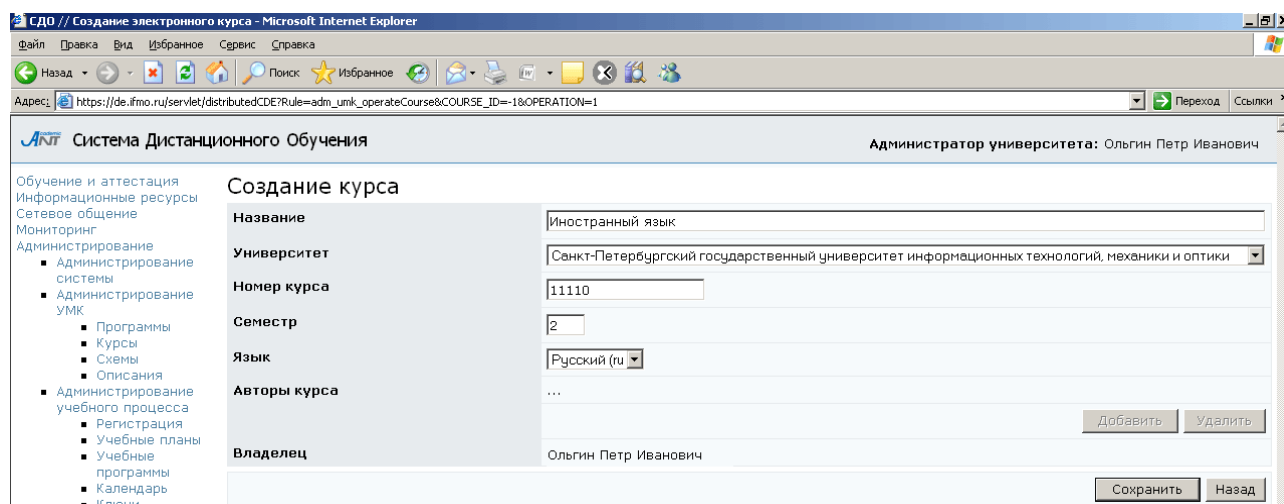 СДО // Создание электронного курса - Microsoft Internet Explorer
Файл Правка Вид Избранное Сервис Справка
Назад Поиск Избранное
Адрес: https://de.ifmo.ru/servlet/distributedCDE?Rule=adm_umk_operateCourse&COURSE_ID=-1&OPERATION=1 Переход Ссылки
Academic ANT Система Дистанционного Обучения Администратор университета: Ольгин Петр Иванович
Обучение и аттестация
Информационные ресурсы
Сетевое общение
Мониторинг
Администрирование
Администрирование
системы
Администрирование
УМК
Программы
Курсы
Схемы
Описания
Администрирование
учебного процесса
Регистрация
Учебные планы
Учебные
программы
Календарь
Ключи
Создание курса
Название Иностранный язык
Университет Санкт-Петербургский государственный университет информационных технологий, механики и оптики
Номер курса 11110
Семестр 2
Язык Русский (ru
Авторы курса ...
Добавить Удалить
Владелец Ольгин Петр Иванович
Сохранить Назад